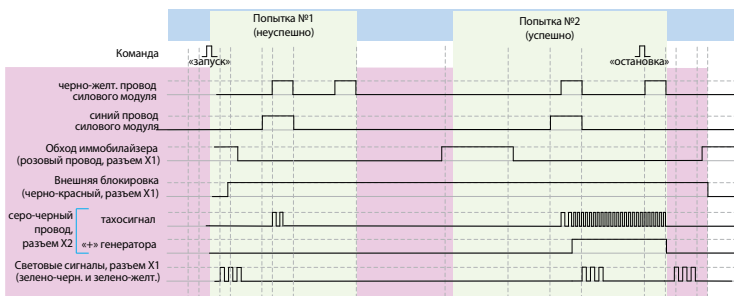 Попытка №1
(неуспешно)
Попытка №2
(успешно)
Команда
«запуск»
«остановка»
черно-желт. провод
силового модуля
синий провод
силового модуля
Обход иммобилайзера
(розовый провод, разъем X1)
Внешняя блокировка
(черно-красный, разъем X1)
серо-черный
провод,
разъем X2
тахосигнал
«+» генератора
Световые сигналы, разъем X1
(зелено-черн. и зелено-желт.)